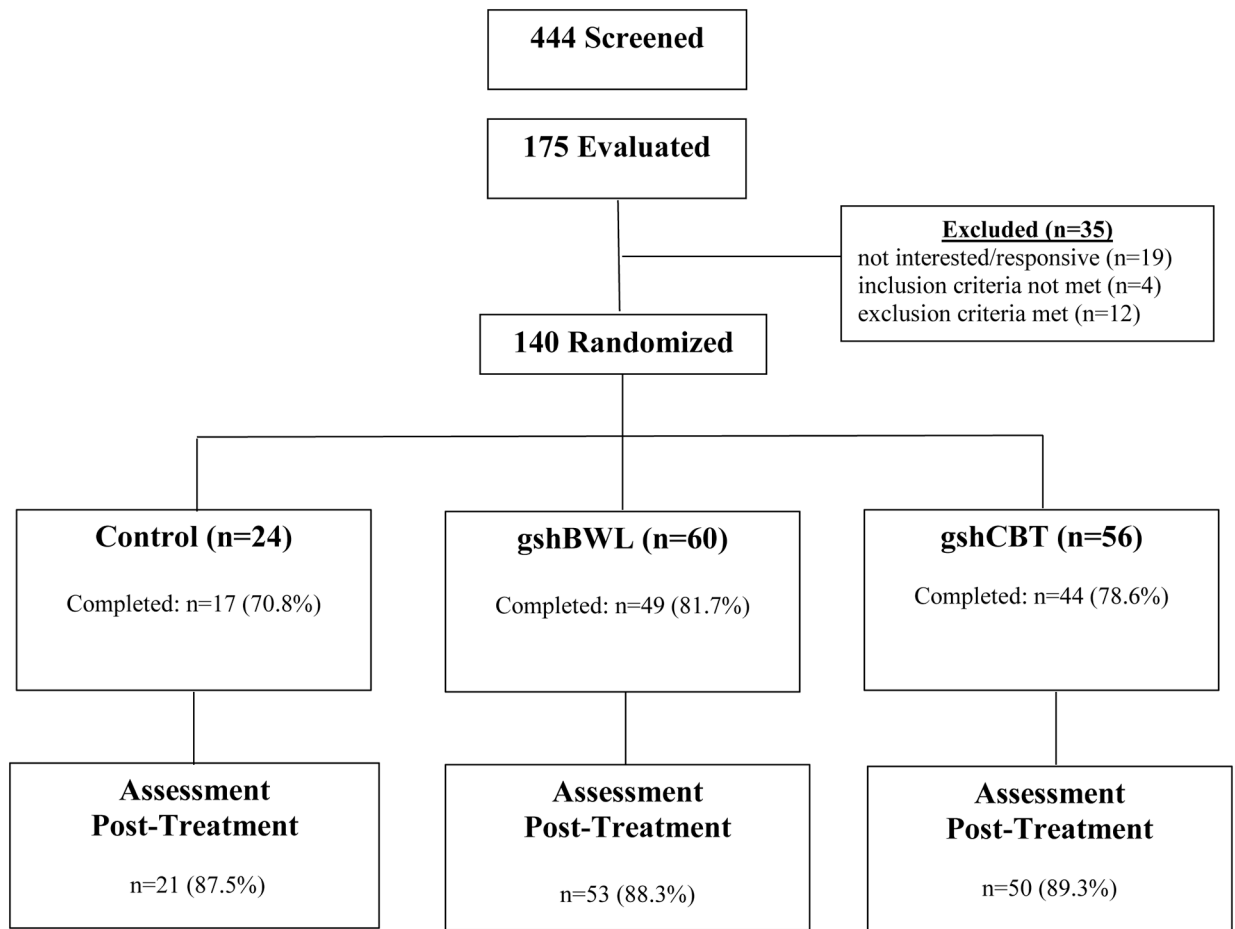 444 Screened
175 Evaluated
Excluded (n=35)
not interested/responsive (n=19)
inclusion criteria not met (n=4)
exclusion criteria met (n=12)
140 Randomized
Control (n=24)
Completed: n=17 (70.8%)
gshBWL (n=60)
Completed: n=49 (81.7%)
gshCBT (n=56)
Completed: n=44 (78.6%)
Assessment
Post-Treatment
n=21 (87.5%)
Assessment
Post-Treatment
n=53 (88.3%)
Assessment
Post-Treatment
n=50 (89.3%)